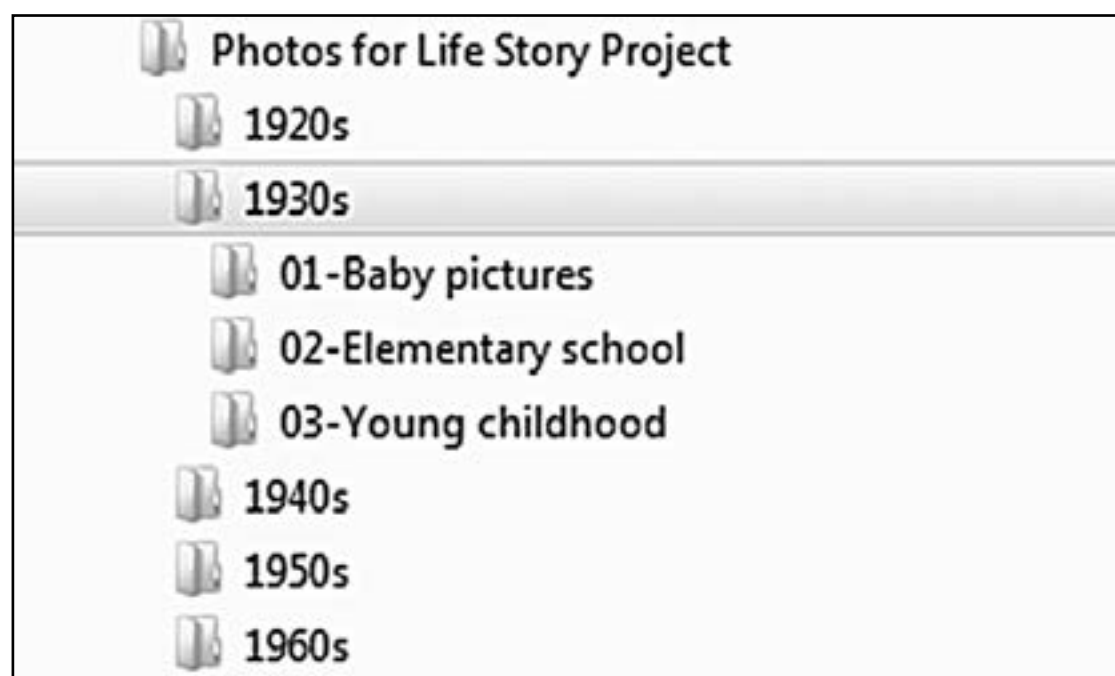 Photos for Life Story Project
1920s
1930s
01-Baby pictures
02-Elementary school
03-Young childhood
1940s
1950s
1960s